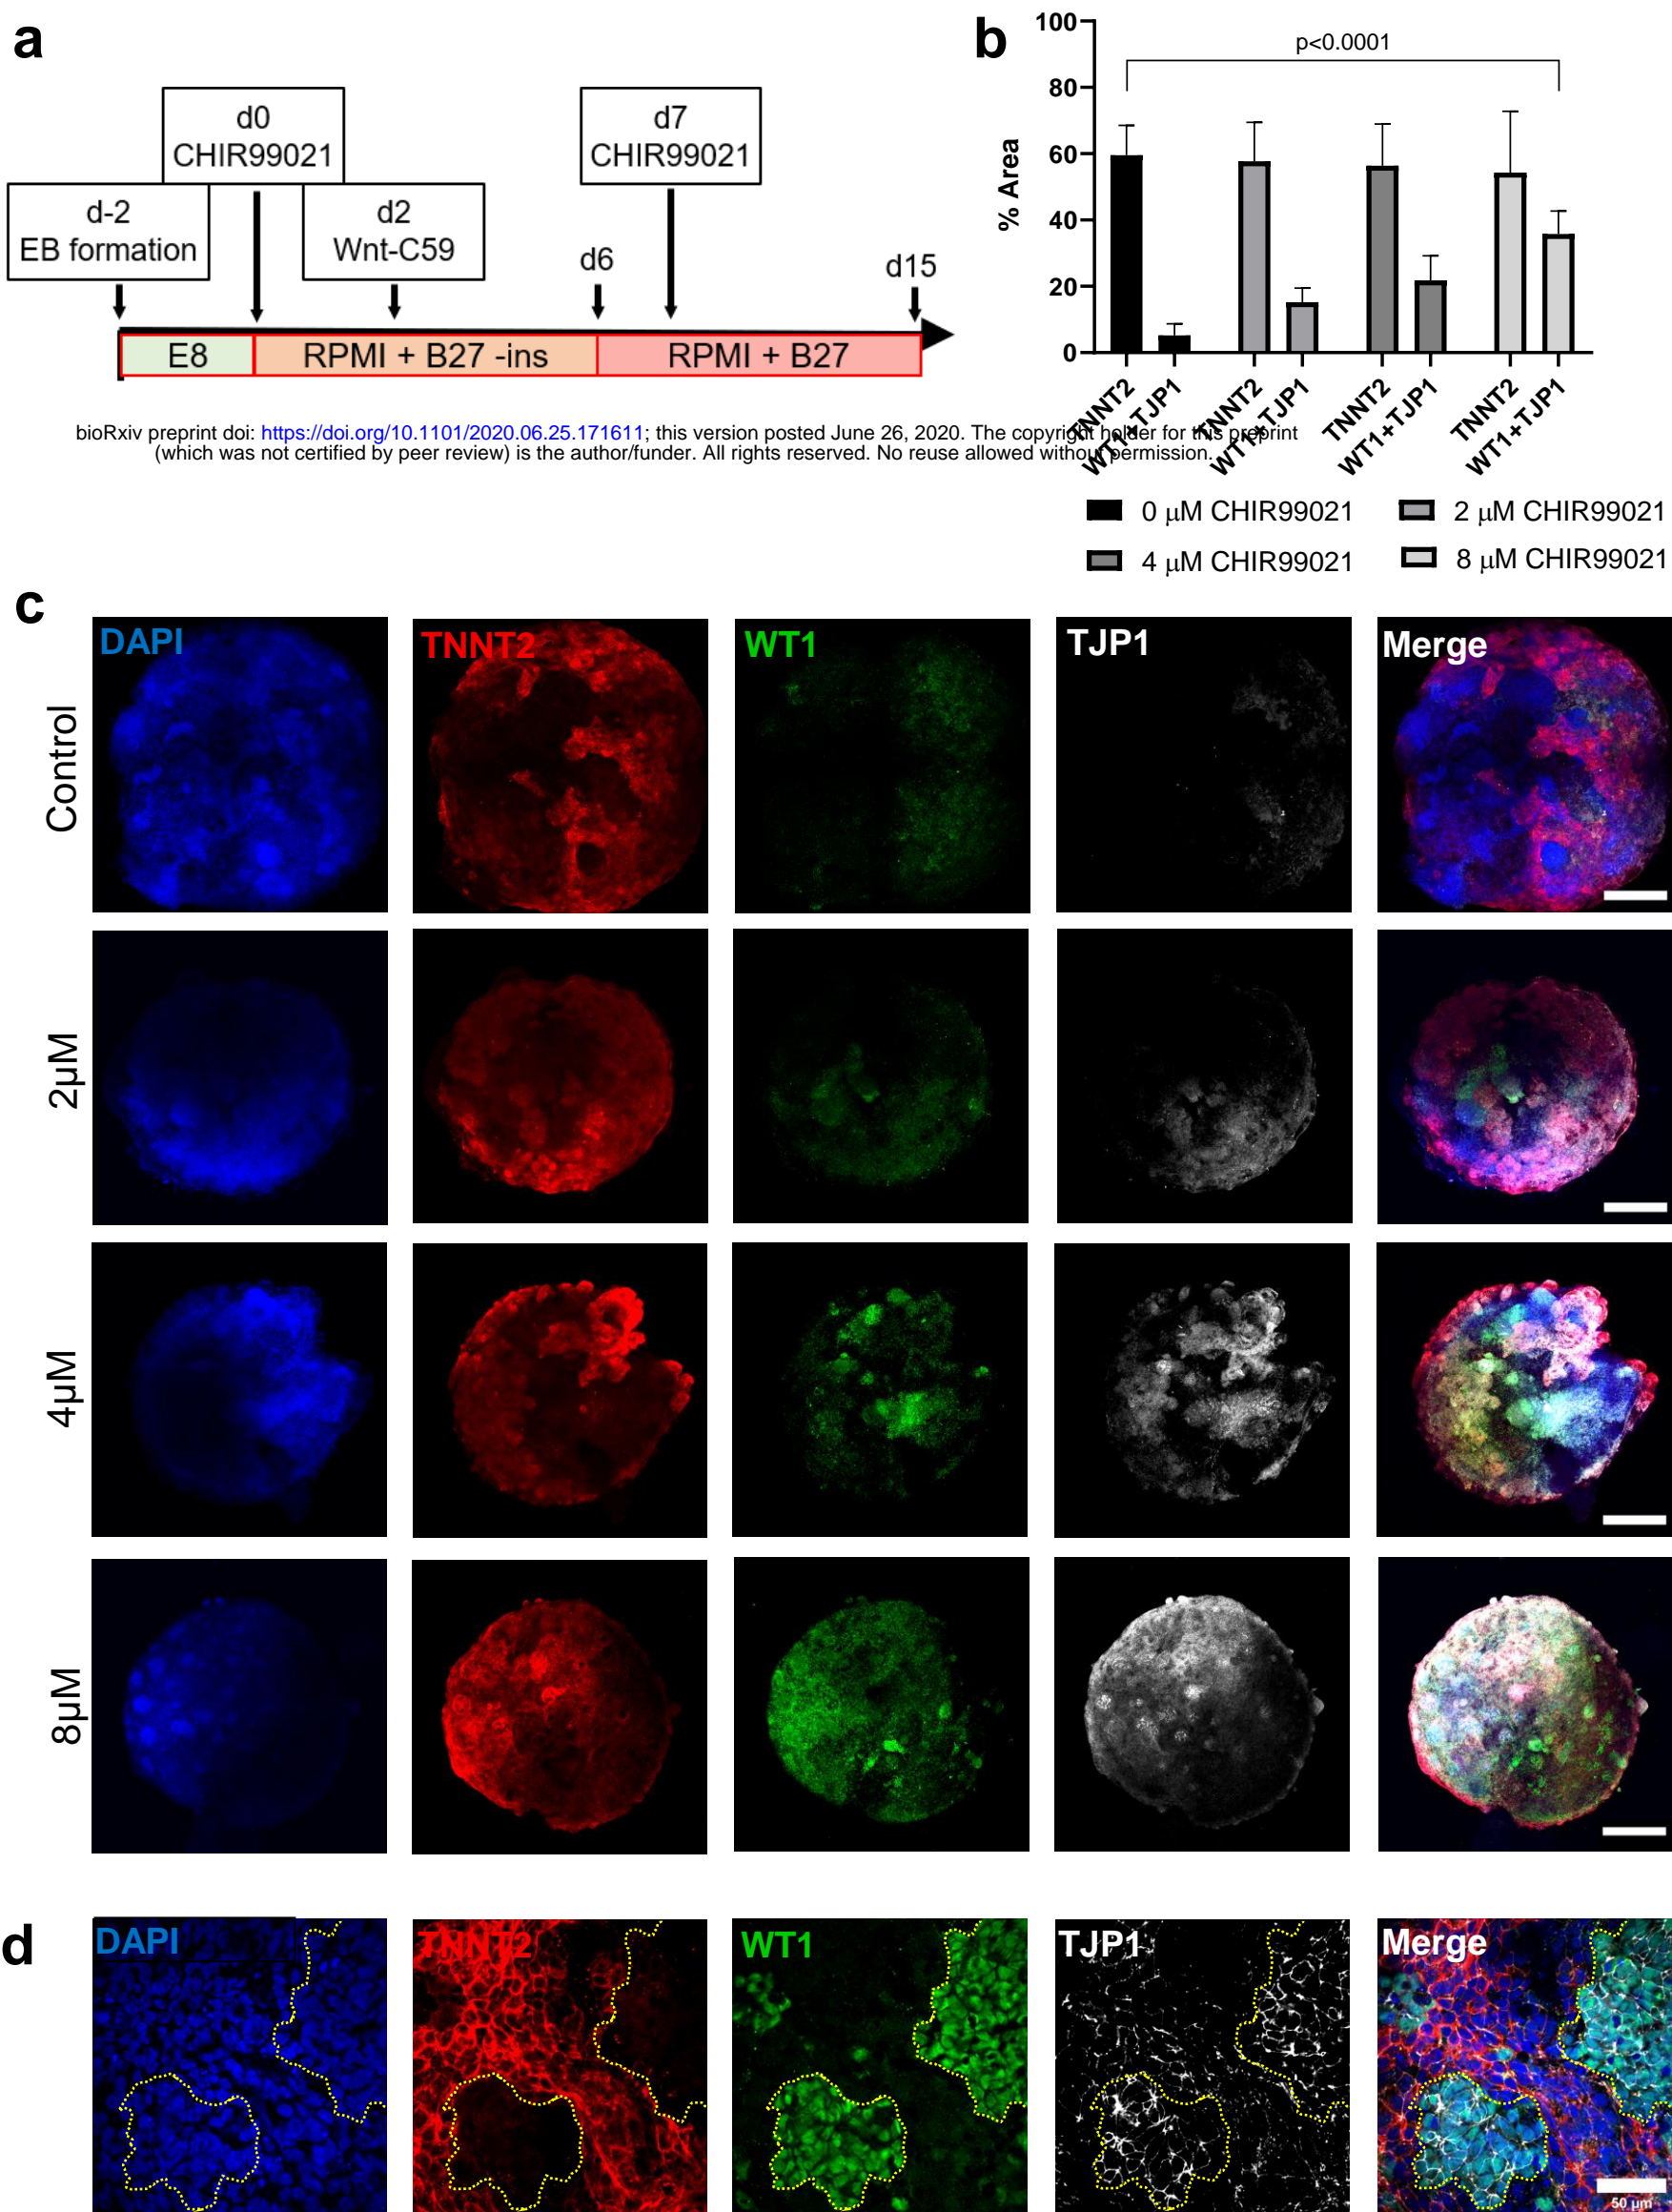 a
d0
CHIR99021
d7
CHIR99021
d-2
EB formation
d2
Wnt-C59
d6
d15
E8
RPMI + B27 -ins
RPMI + B27
b
p<0.0001
100
80
60
40
20
0
% Area
TNNT2
WT1+TJP1
TNNT2
WT1+TJP1
TNNT2
WT1+TJP1
TNNT2
WT1+TJP1
bioRxiv preprint doi: https://doi.org/10.1101/2020.06.25.171611; this version posted June 26, 2020. The copyright holder for this preprint
(which was not certified by peer review) is the author/funder. All rights reserved. No reuse allowed without permission.
0 μM CHIR99021
2 μM CHIR99021
4 μM CHIR99021
8 μM CHIR99021
c
DAPI
TNNT2
WT1
TJP1
Merge
Control
2μM
4μM
8μM
d
DAPI
TNNT2
WT1
TJP1
Merge
50 μm